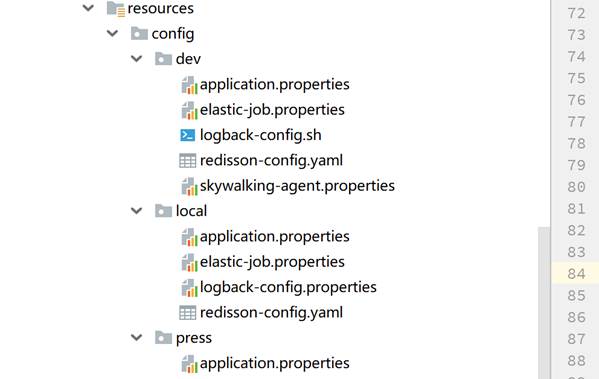 resources
config
dev
application.properties
elastic-job.properties
logback-config.sh
redisson-config.yaml
skywalking-agent.properties
local
application.properties
elastic-job.properties
logback-config.properties
redisson-config.yaml
press
application.properties
72
73
74
75
76
77
78
79
80
81
82
83
84
85
86
87
88